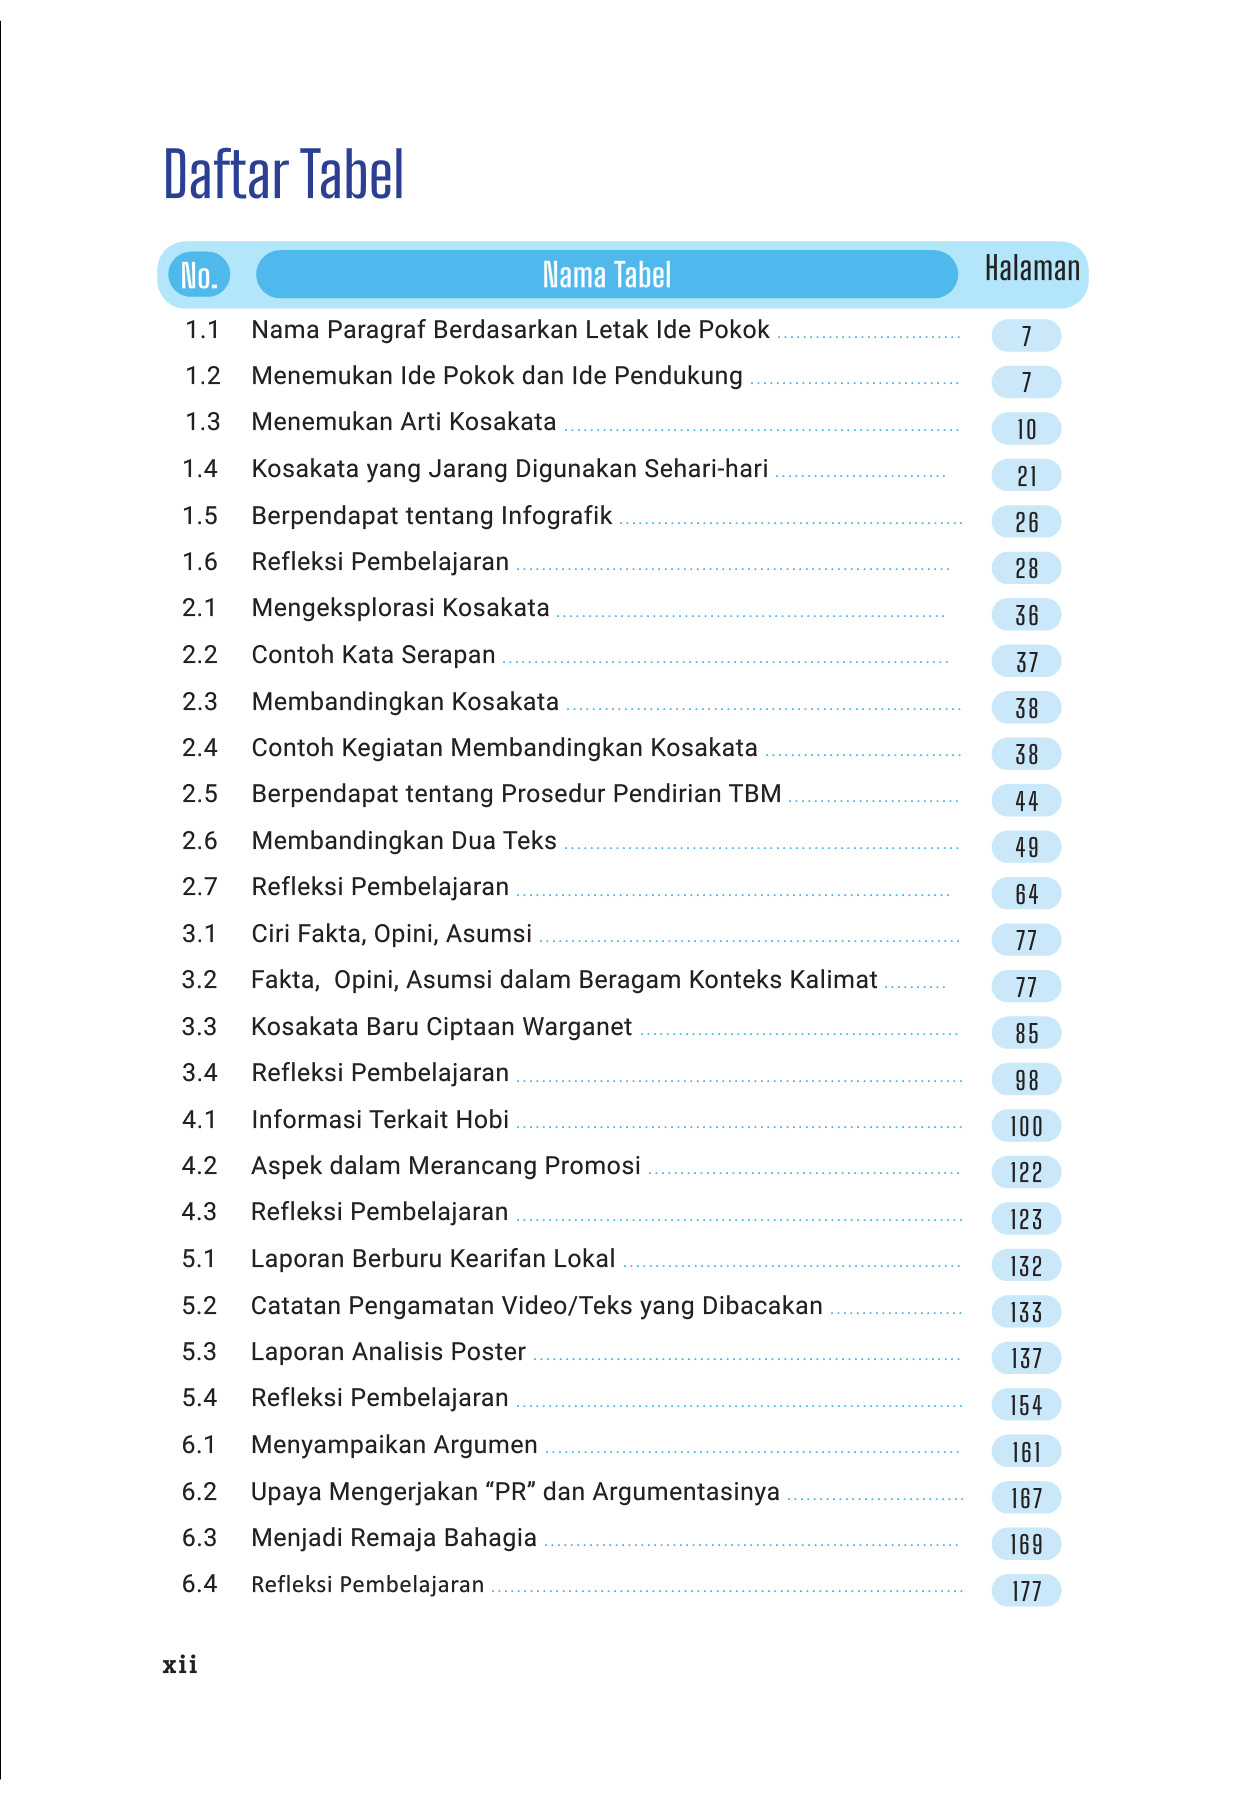 Daftar Tabel
No. Nama Tabel Halaman
1.1 Nama Paragraf Berdasarkan Letak Ide Pokok 7
1.2 Menemukan Ide Pokok dan Ide Pendukung 7
1.3 Menemukan Arti Kosakata 10
1.4 Kosakata yang Jarang Digunakan Sehari-hari 21
1.5 Berpendapat tentang Infografik 26
1.6 Refleksi Pembelajaran 28
2.1 Mengeksplorasi Kosakata 36
2.2 Contoh Kata Serapan 37
2.3 Membandingkan Kosakata 38
2.4 Contoh Kegiatan Membandingkan Kosakata 38
2.5 Berpendapat tentang Prosedur Pendirian TBM 44
2.6 Membandingkan Dua Teks 49
2.7 Refleksi Pembelajaran 64
3.1 Ciri Fakta, Opini, Asumsi 77
3.2 Fakta, Opini, Asumsi dalam Beragam Konteks Kalimat 77
3.3 Kosakata Baru Ciptaan Warganet 85
3.4 Refleksi Pembelajaran 98
4.1 Informasi Terkait Hobi 100
4.2 Aspek dalam Merancang Promosi 122
4.3 Refleksi Pembelajaran 123
5.1 Laporan Berburu Kearifan Lokal 132
5.2 Catatan Pengamatan Video/Teks yang Dibacakan 133
5.3 Laporan Analisis Poster 137
5.4 Refleksi Pembelajaran 154
6.1 Menyampaikan Argumen 161
6.2 Upaya Mengerjakan “PR” dan Argumentasinya 167
6.3 Menjadi Remaja Bahagia 169
6.4 Refleksi Pembelajaran 177
xii